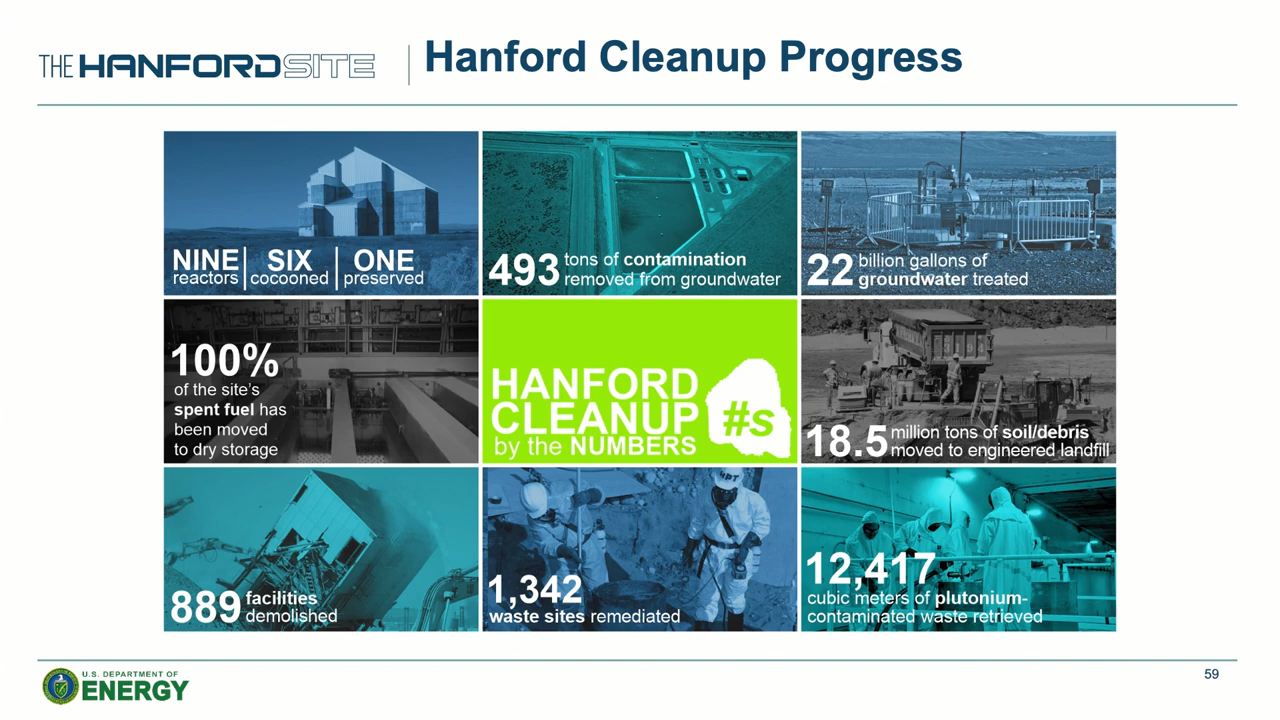 THE HANFORDSITE
Hanford Cleanup Progress
NINE reactors
SIX cocooned
ONE preserved
493 tons of contamination
removed from groundwater
22 billion gallons of
groundwater treated
100%
of the site's
spent fuel has
been moved
to dry storage
HANFORD
CLEANUP
by the NUMBERS
#s
18.5 million tons of soil/debris
moved to engineered landfill
889 facilities
demolished
1,342
waste sites remediated
12,417
cubic meters of plutonium-
contaminated waste retrieved
U.S. DEPARTMENT OF
ENERGY
59